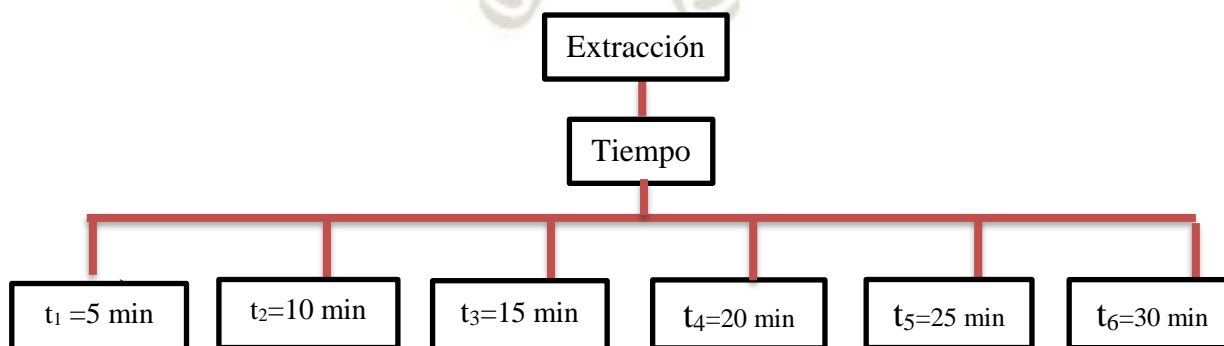 Extracción
Tiempo
t₁ =5 min
t₂=10 min
t₃=15 min
t₄=20 min
t₅=25 min
t₆=30 min